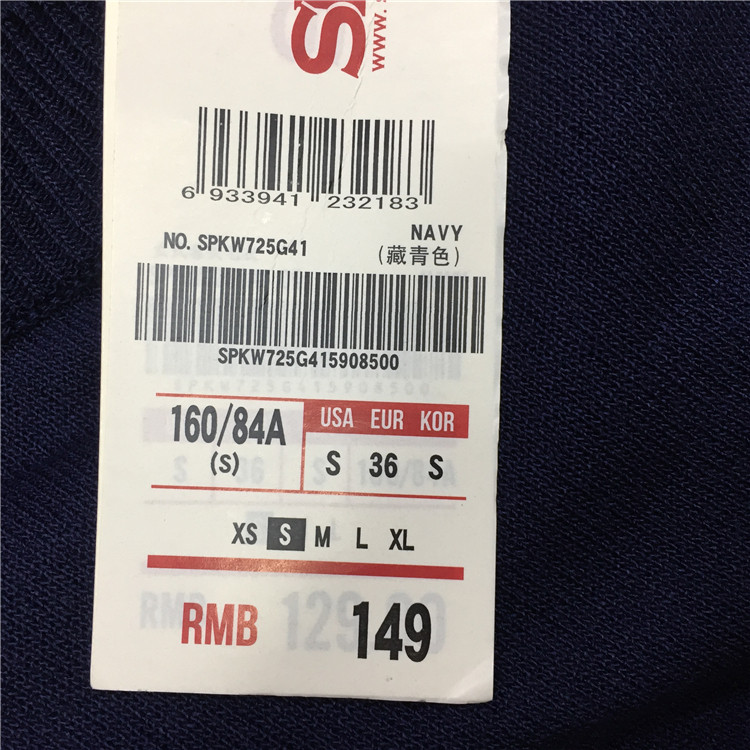 www.
6 933941 232183
NO. SPKW725G41
NAVY
(藏青色)
SPKW725G415908500
160/84A
(S)
USA EUR KOR
S 36 S
XS S M L XL
RMB 149